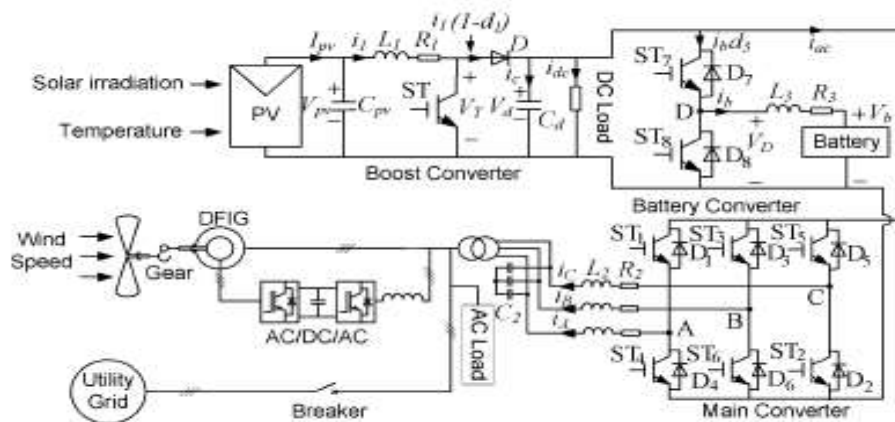 Solar irradiation
Temperature
PV
I_pv
V_pv
C_pv
i_1
L_1
R_1
i_1(1-d_1)
ST
V_T
D
i_c
V_d
C_d
i_dc
DC Load
Boost Converter
i_b d_3
i_ac
ST_7
D_7
D
i_b
L_3
R_3
V_b
V_D
Battery
ST_8
D_8
Battery Converter
Wind
Speed
Gear
DFIG
AC/DC/AC
Utility
Grid
Breaker
AC Load
C_2
i_C
L_2
R_2
i_B
i_A
A
B
C
ST_1
D_1
ST_3
D_3
ST_5
D_5
ST_4
D_4
ST_6
D_6
ST_2
D_2
Main Converter